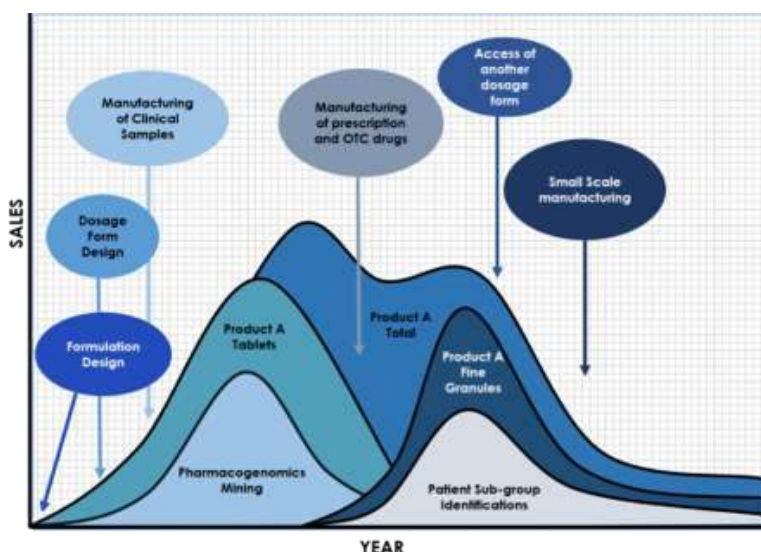 Access of
another
dosage
form
Manufacturing
of Clinical
Samples
Manufacturing
of prescription
and OTC drugs
Small Scale
manufacturing
Dosage
Form
Design
Formulation
Design
Product A
Tablets
Product A
Total
Product A
Fine
Granules
Pharmacogenomics
Mining
Patient Sub-group
Identifications
SALES
YEAR